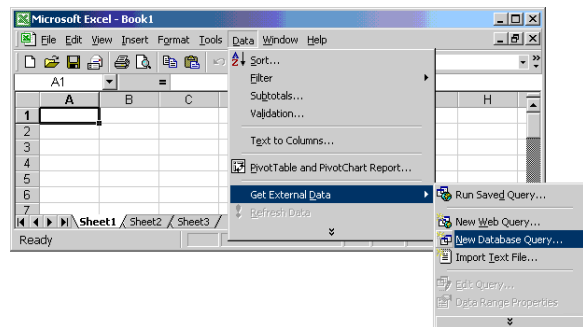 Microsoft Excel - Book1
File Edit View Insert Format Tools Data Window Help
A1 =
A B C H
1
2
3
4
5
6
7
Sheet1 Sheet2 Sheet3
Ready
Sort...
Filter
Subtotals...
Validation...
Text to Columns...
PivotTable and PivotChart Report...
Get External Data
Refresh Data
Run Saved Query...
New Web Query...
New Database Query...
Import Text File...
Edit Query...
Data Range Properties